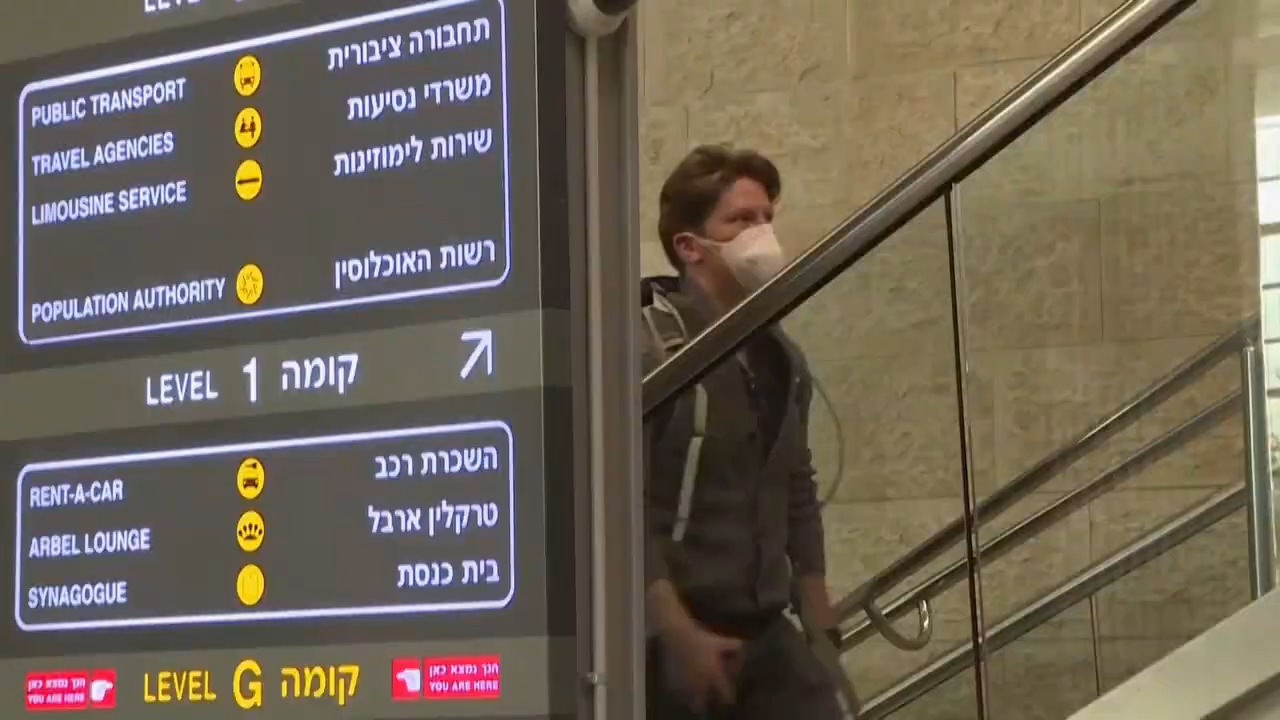 LEVEL
PUBLIC TRANSPORT תחבורה ציבורית
TRAVEL AGENCIES משרדי נסיעות
LIMOUSINE SERVICE שירות לימוזינות
POPULATION AUTHORITY רשות האוכלוסין
LEVEL 1 קומה
RENT-A-CAR השכרת רכב
ARBEL LOUNGE טרקלין ארבל
SYNAGOGUE בית כנסת
הנך נמצא כאן
YOU ARE HERE
LEVEL G קומה
הנך נמצא כאן
YOU ARE HERE